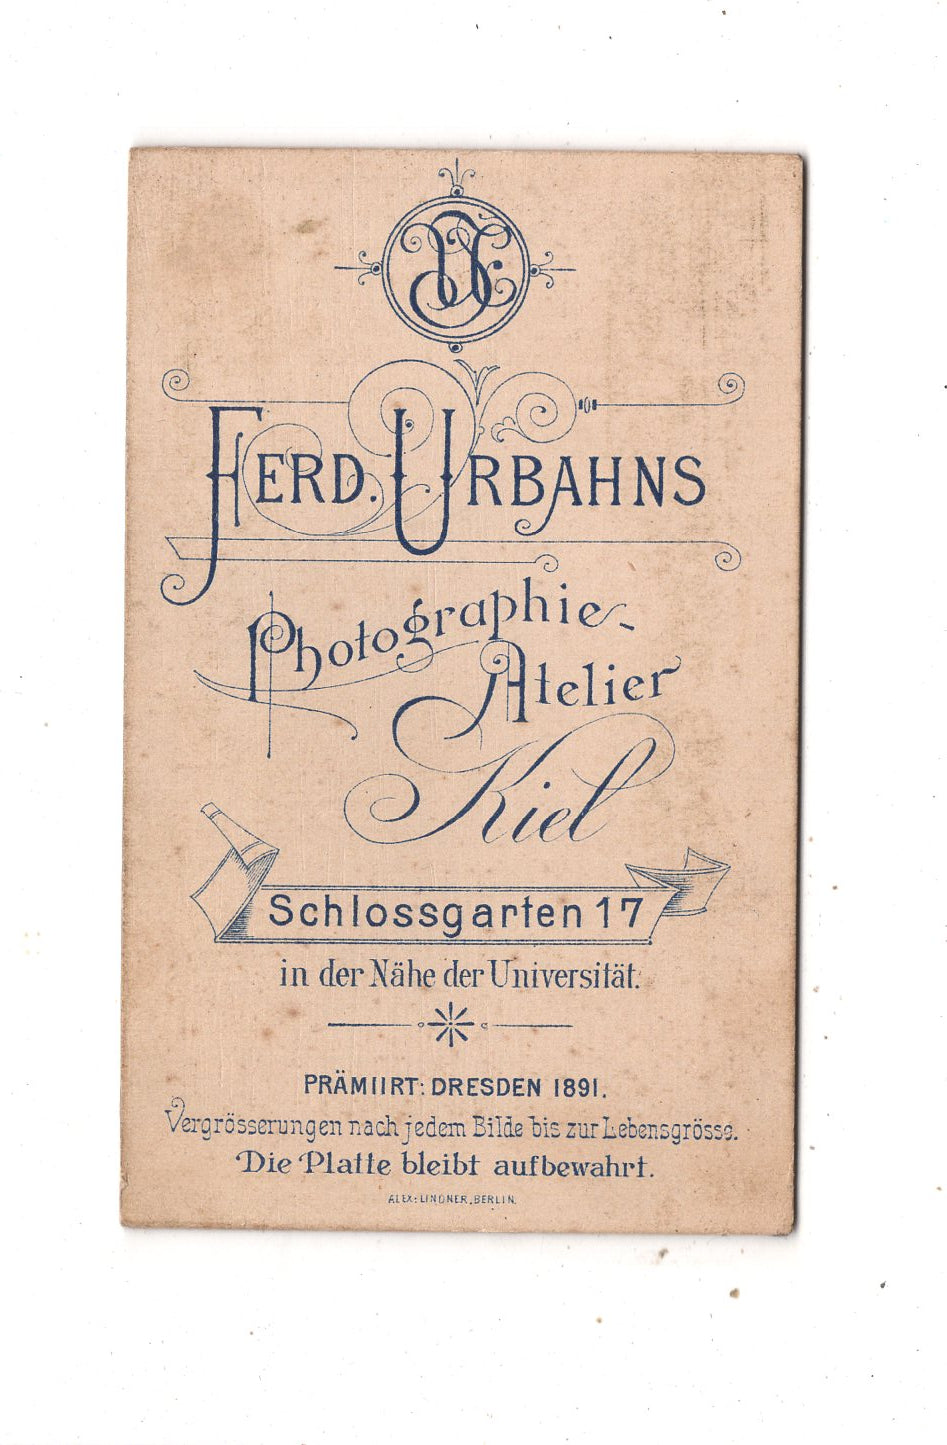 FERD. URBAHNS
Photographie-
Atelier
Kiel
Schlossgarten 17
in der Nähe der Universität.
PRÄMIIRT: DRESDEN 1891.
Vergrösserungen nach jedem Bilde bis zur Lebensgrösse.
Die Platte bleibt aufbewahrt.
ALEX: LINDNER, BERLIN.